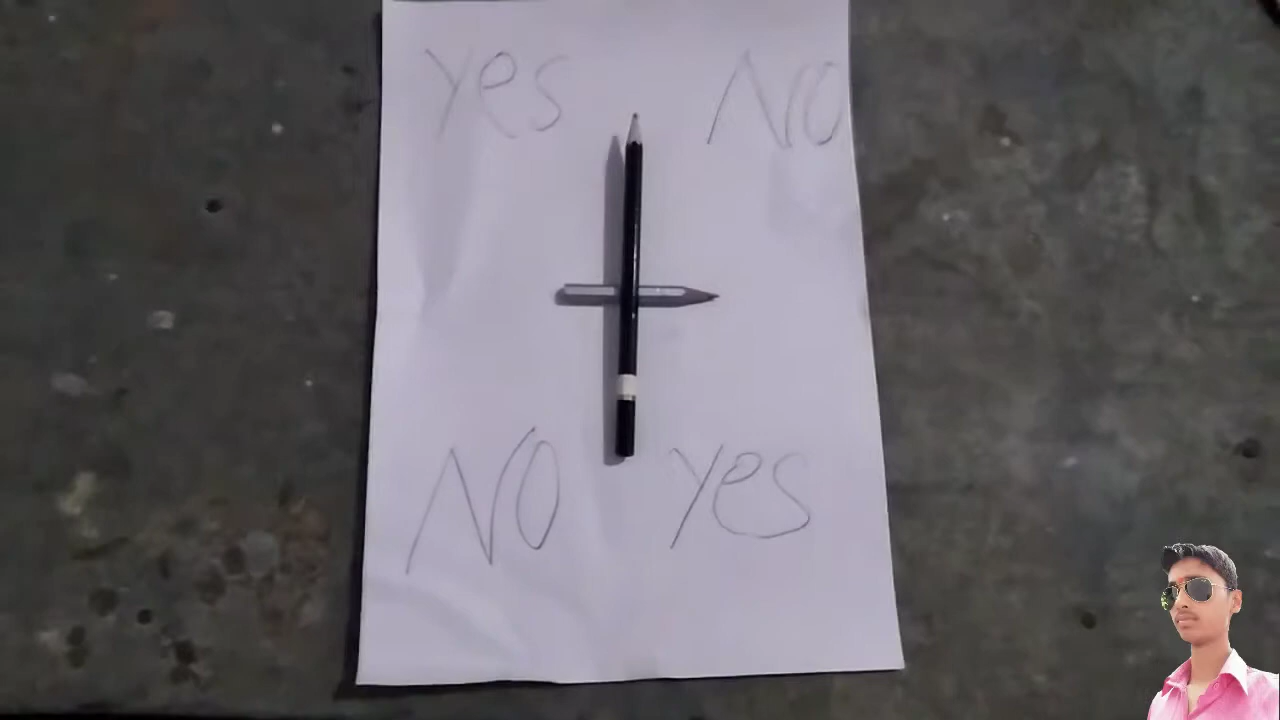 Yes NO
NO Yes